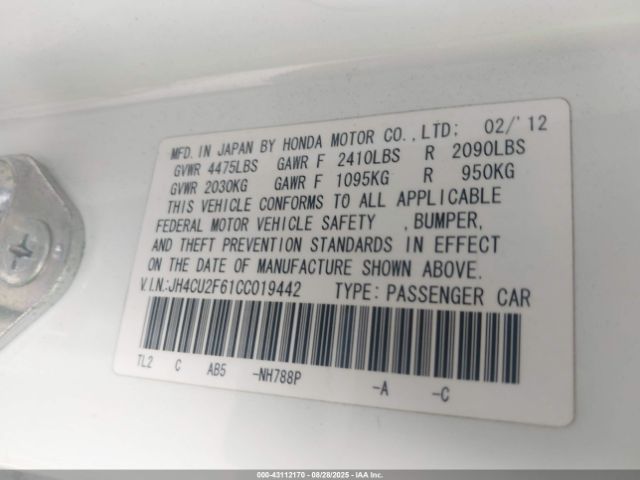 MFD. IN JAPAN BY HONDA MOTOR CO., LTD: 02/'12
GVWR 4475LBS GAWR F 2410LBS R 2090LBS
GVWR 2030KG GAWR F 1095KG R 950KG
THIS VEHICLE CONFORMS TO ALL APPLICABLE
FEDERAL MOTOR VEHICLE SAFETY , BUMPER,
AND THEFT PREVENTION STANDARDS IN EFFECT
ON THE DATE OF MANUFACTURE SHOWN ABOVE.
V.I.N.:JH4CU2F61CC019442 TYPE: PASSENGER CAR
TL2 C AB5 -NH788P -A -C
000-43112170 - 08/28/2025 - IAAI.CA